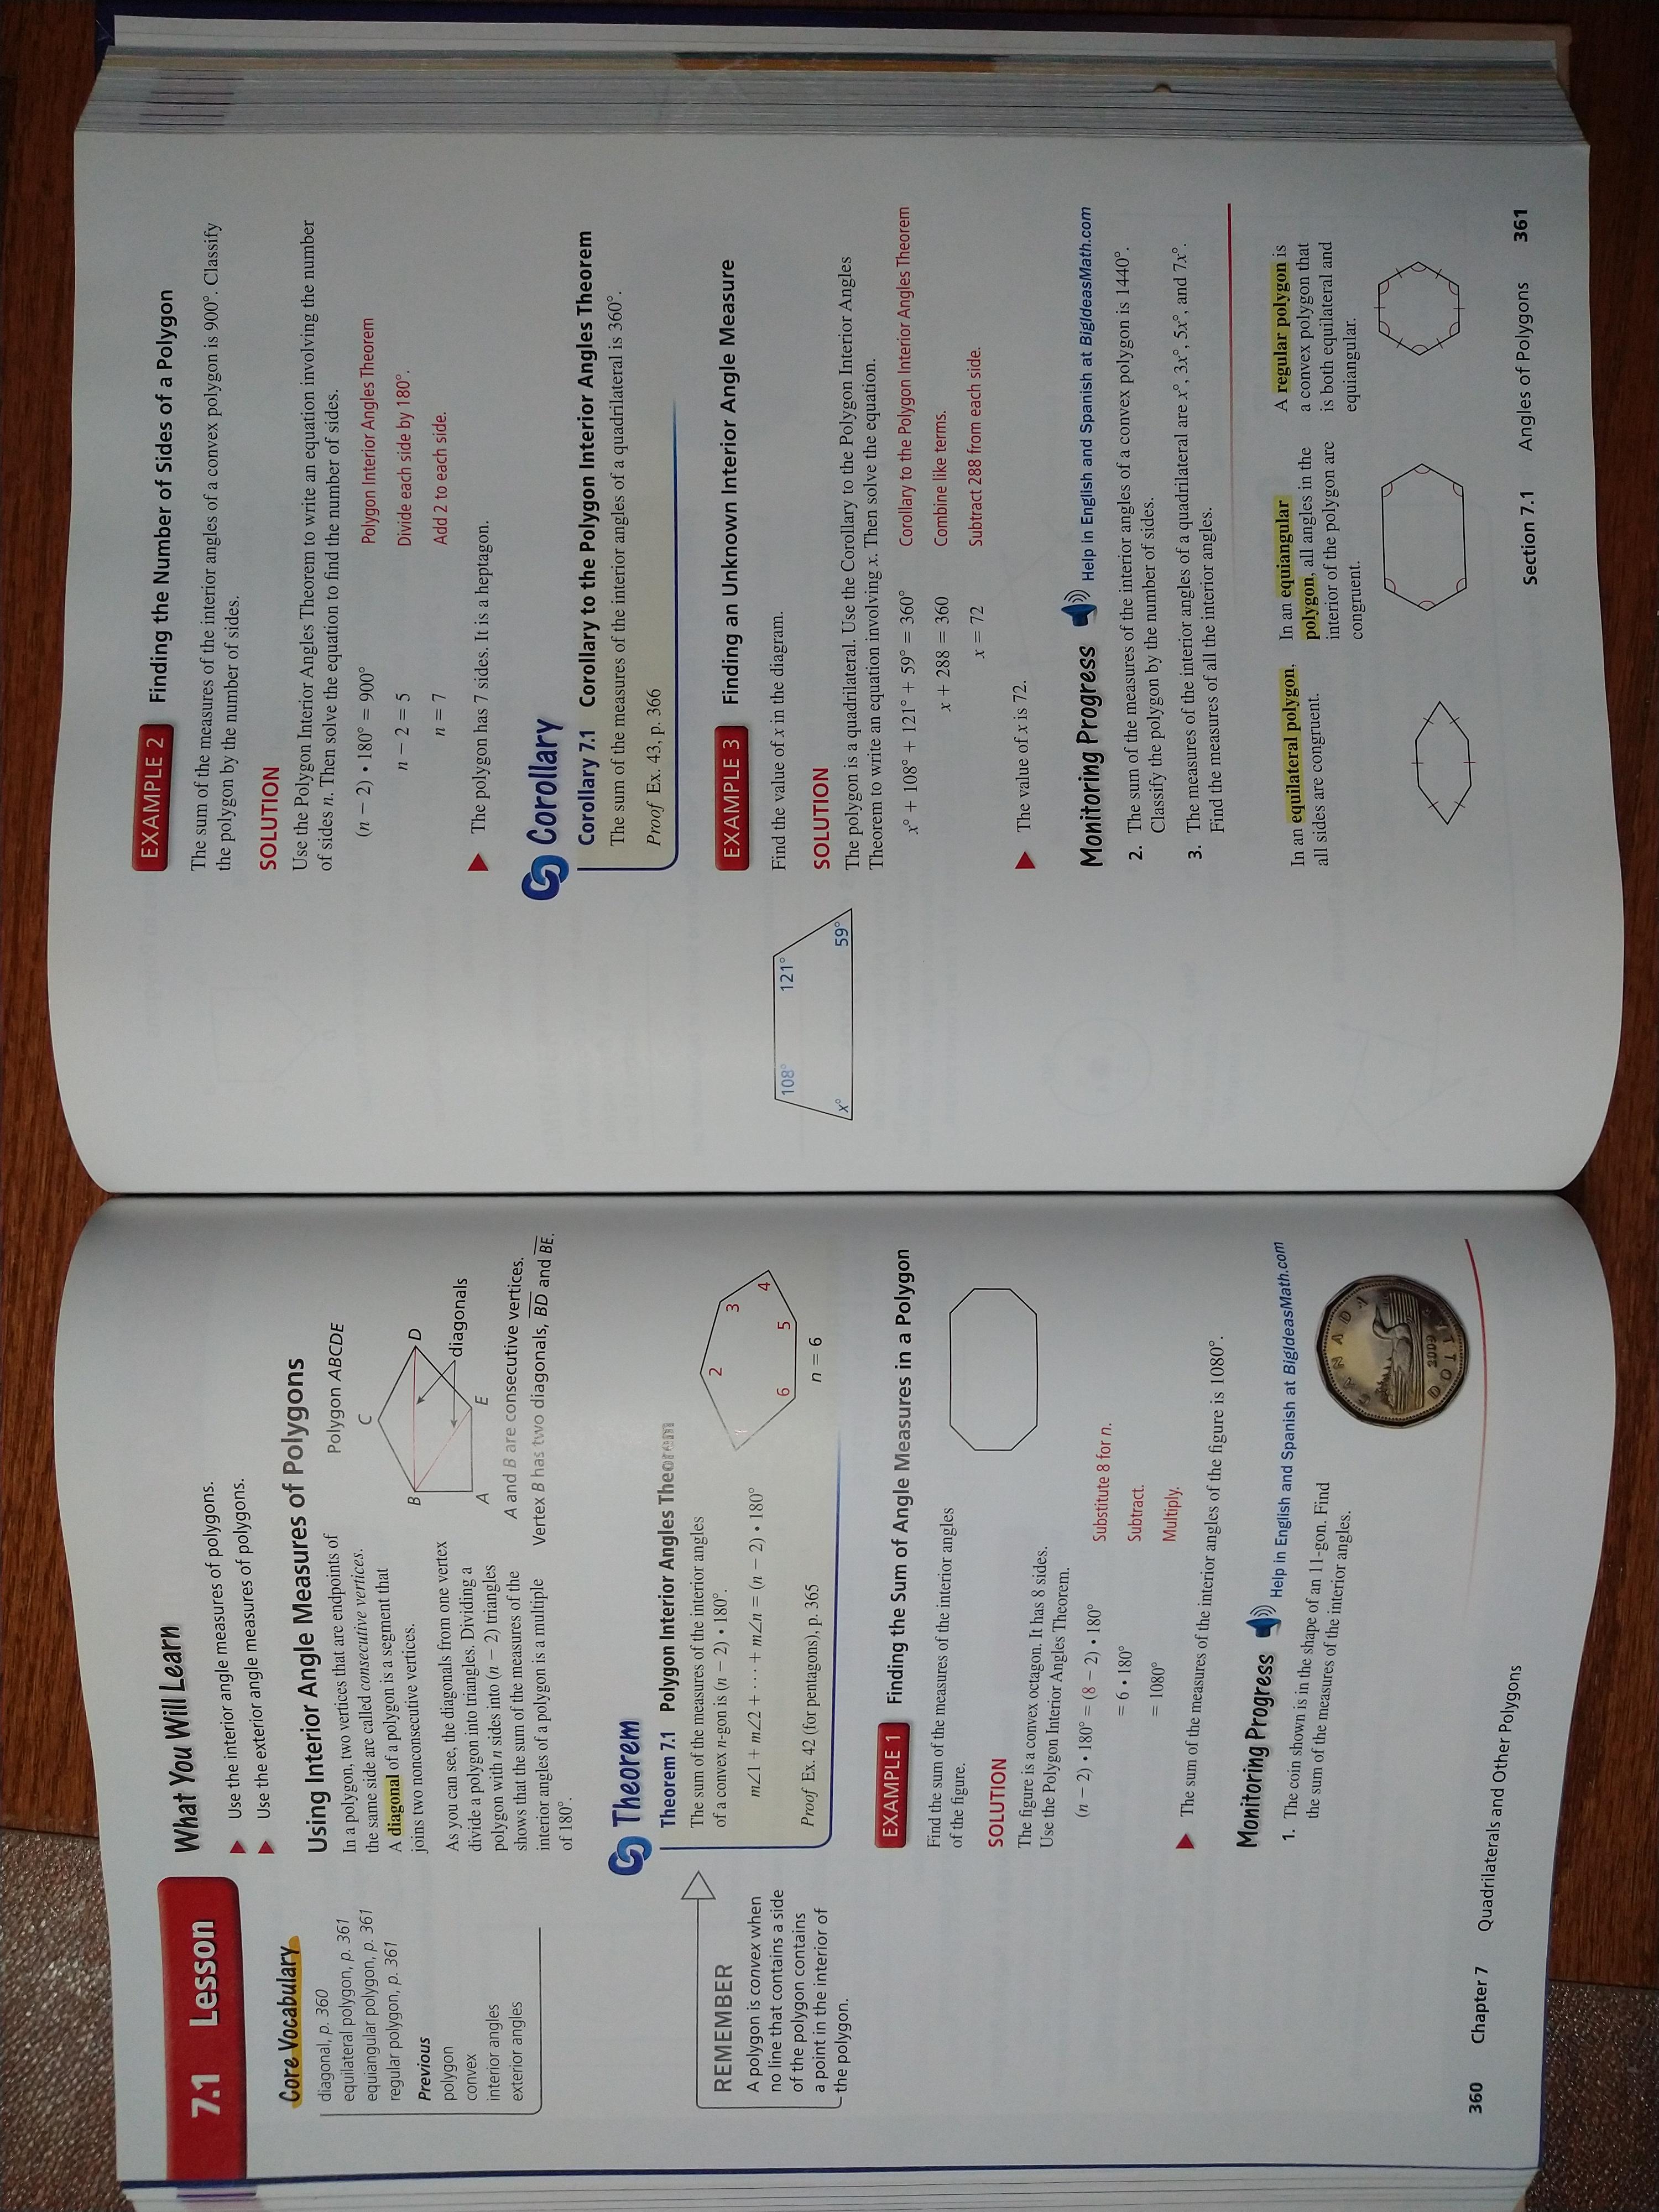 7.1 Lesson
What You Will Learn
Use the interior angle measures of polygons.
Use the exterior angle measures of polygons.
Core Vocabulary
diagonal, p. 360
equilateral polygon, p. 361
equiangular polygon, p. 361
regular polygon, p. 361
Previous
polygon
convex
interior angles
exterior angles
Using Interior Angle Measures of Polygons
In a polygon, two vertices that are endpoints of
the same side are called consecutive vertices.
A diagonal of a polygon is a segment that
joins two nonconsecutive vertices.
As you can see, the diagonals from one vertex
divide a polygon into triangles. Dividing a
polygon with n sides into (n − 2) triangles
shows that the sum of the measures of the
interior angles of a polygon is a multiple
of 180°.
Polygon ABCDE
C
B
D
diagonals
A
E
A and B are consecutive vertices.
Vertex B has two diagonals, BD and BE.
Theorem
Theorem 7.1 Polygon Interior Angles Theorem
The sum of the measures of the interior angles
of a convex n-gon is (n − 2) • 180°.
m∠1 + m∠2 + · · · + m∠n = (n − 2) • 180°
Proof Ex. 42 (for pentagons), p. 365
1
2
3
4
5
6
n = 6
REMEMBER
A polygon is convex when
no line that contains a side
of the polygon contains
a point in the interior of
the polygon.
EXAMPLE 1 Finding the Sum of Angle Measures in a Polygon
Find the sum of the measures of the interior angles
of the figure.
SOLUTION
The figure is a convex octagon. It has 8 sides.
Use the Polygon Interior Angles Theorem.
(n − 2) • 180° = (8 − 2) • 180° Substitute 8 for n.
= 6 • 180° Subtract.
= 1080° Multiply.
The sum of the measures of the interior angles of the figure is 1080°.
Monitoring Progress Help in English and Spanish at BigIdeasMath.com
1. The coin shown is in the shape of an 11-gon. Find
the sum of the measures of the interior angles.
CANADA
2009
DOLLAR
360 Chapter 7 Quadrilaterals and Other Polygons
EXAMPLE 2 Finding the Number of Sides of a Polygon
The sum of the measures of the interior angles of a convex polygon is 900°. Classify
the polygon by the number of sides.
SOLUTION
Use the Polygon Interior Angles Theorem to write an equation involving the number
of sides n. Then solve the equation to find the number of sides.
(n − 2) • 180° = 900° Polygon Interior Angles Theorem
n − 2 = 5 Divide each side by 180°.
n = 7 Add 2 to each side.
The polygon has 7 sides. It is a heptagon.
Corollary
Corollary 7.1 Corollary to the Polygon Interior Angles Theorem
The sum of the measures of the interior angles of a quadrilateral is 360°.
Proof Ex. 43, p. 366
EXAMPLE 3 Finding an Unknown Interior Angle Measure
Find the value of x in the diagram.
108° 121°
x° 59°
SOLUTION
The polygon is a quadrilateral. Use the Corollary to the Polygon Interior Angles
Theorem to write an equation involving x. Then solve the equation.
x° + 108° + 121° + 59° = 360° Corollary to the Polygon Interior Angles Theorem
x + 288 = 360 Combine like terms.
x = 72 Subtract 288 from each side.
The value of x is 72.
Monitoring Progress Help in English and Spanish at BigIdeasMath.com
2. The sum of the measures of the interior angles of a convex polygon is 1440°.
Classify the polygon by the number of sides.
3. The measures of the interior angles of a quadrilateral are x°, 3x°, 5x°, and 7x°.
Find the measures of all the interior angles.
In an equilateral polygon,
all sides are congruent.
In an equiangular
polygon, all angles in the
interior of the polygon are
congruent.
A regular polygon is
a convex polygon that
is both equilateral and
equiangular.
Section 7.1 Angles of Polygons 361